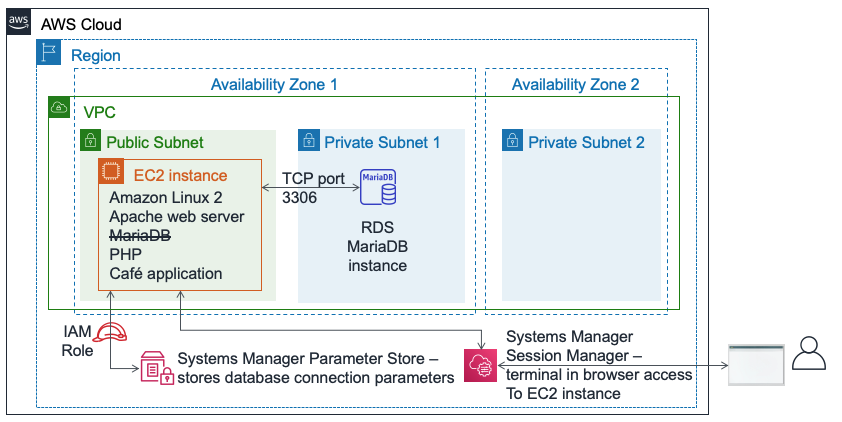 aws
AWS Cloud
Region
Availability Zone 1
Availability Zone 2
VPC
Public Subnet
Private Subnet 1
Private Subnet 2
EC2 instance
Amazon Linux 2
Apache web server
MariaDB
PHP
Café application
TCP port
3306
MariaDB
RDS
MariaDB
instance
IAM
Role
Systems Manager Parameter Store –
stores database connection parameters
Systems Manager
Session Manager –
terminal in browser access
To EC2 instance